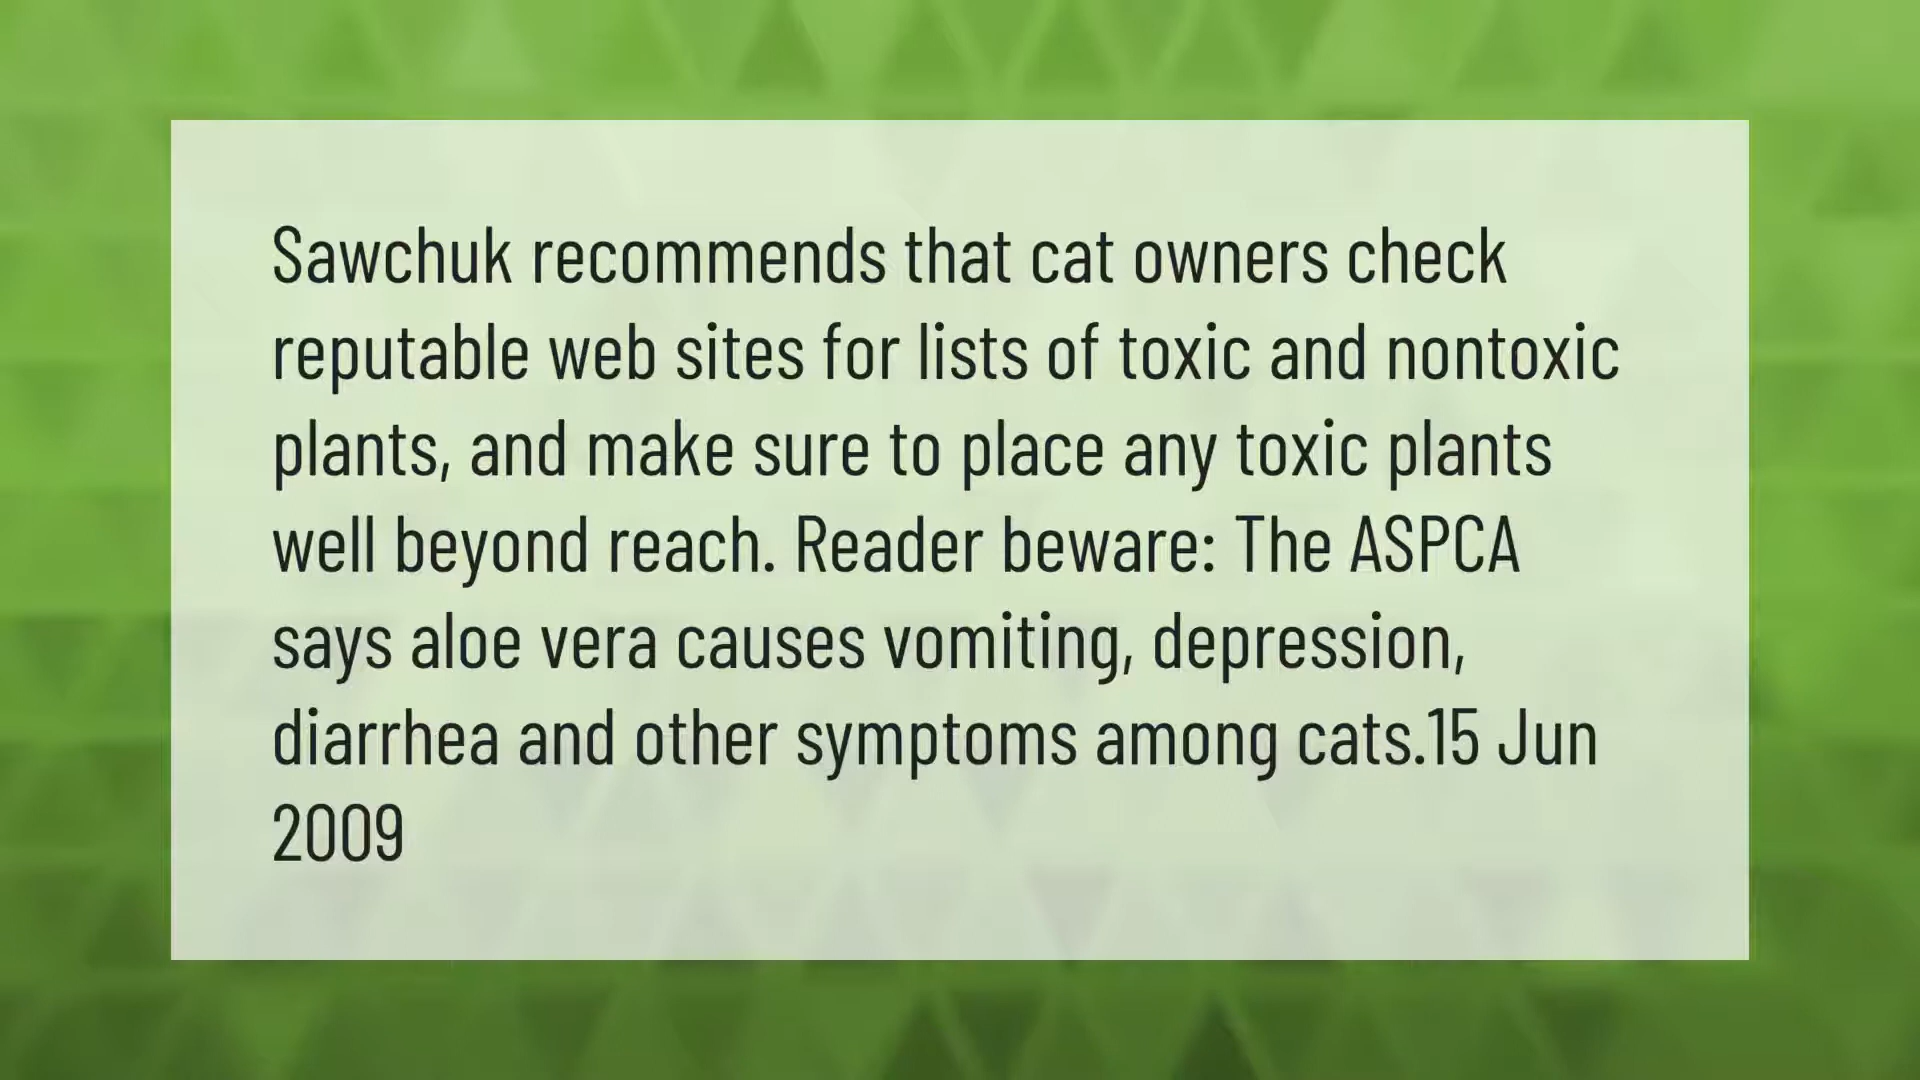 Sawchuk recommends that cat owners check
reputable web sites for lists of toxic and nontoxic
plants, and make sure to place any toxic plants
well beyond reach. Reader beware: The ASPCA
says aloe vera causes vomiting, depression,
diarrhea and other symptoms among cats.15 Jun
2009